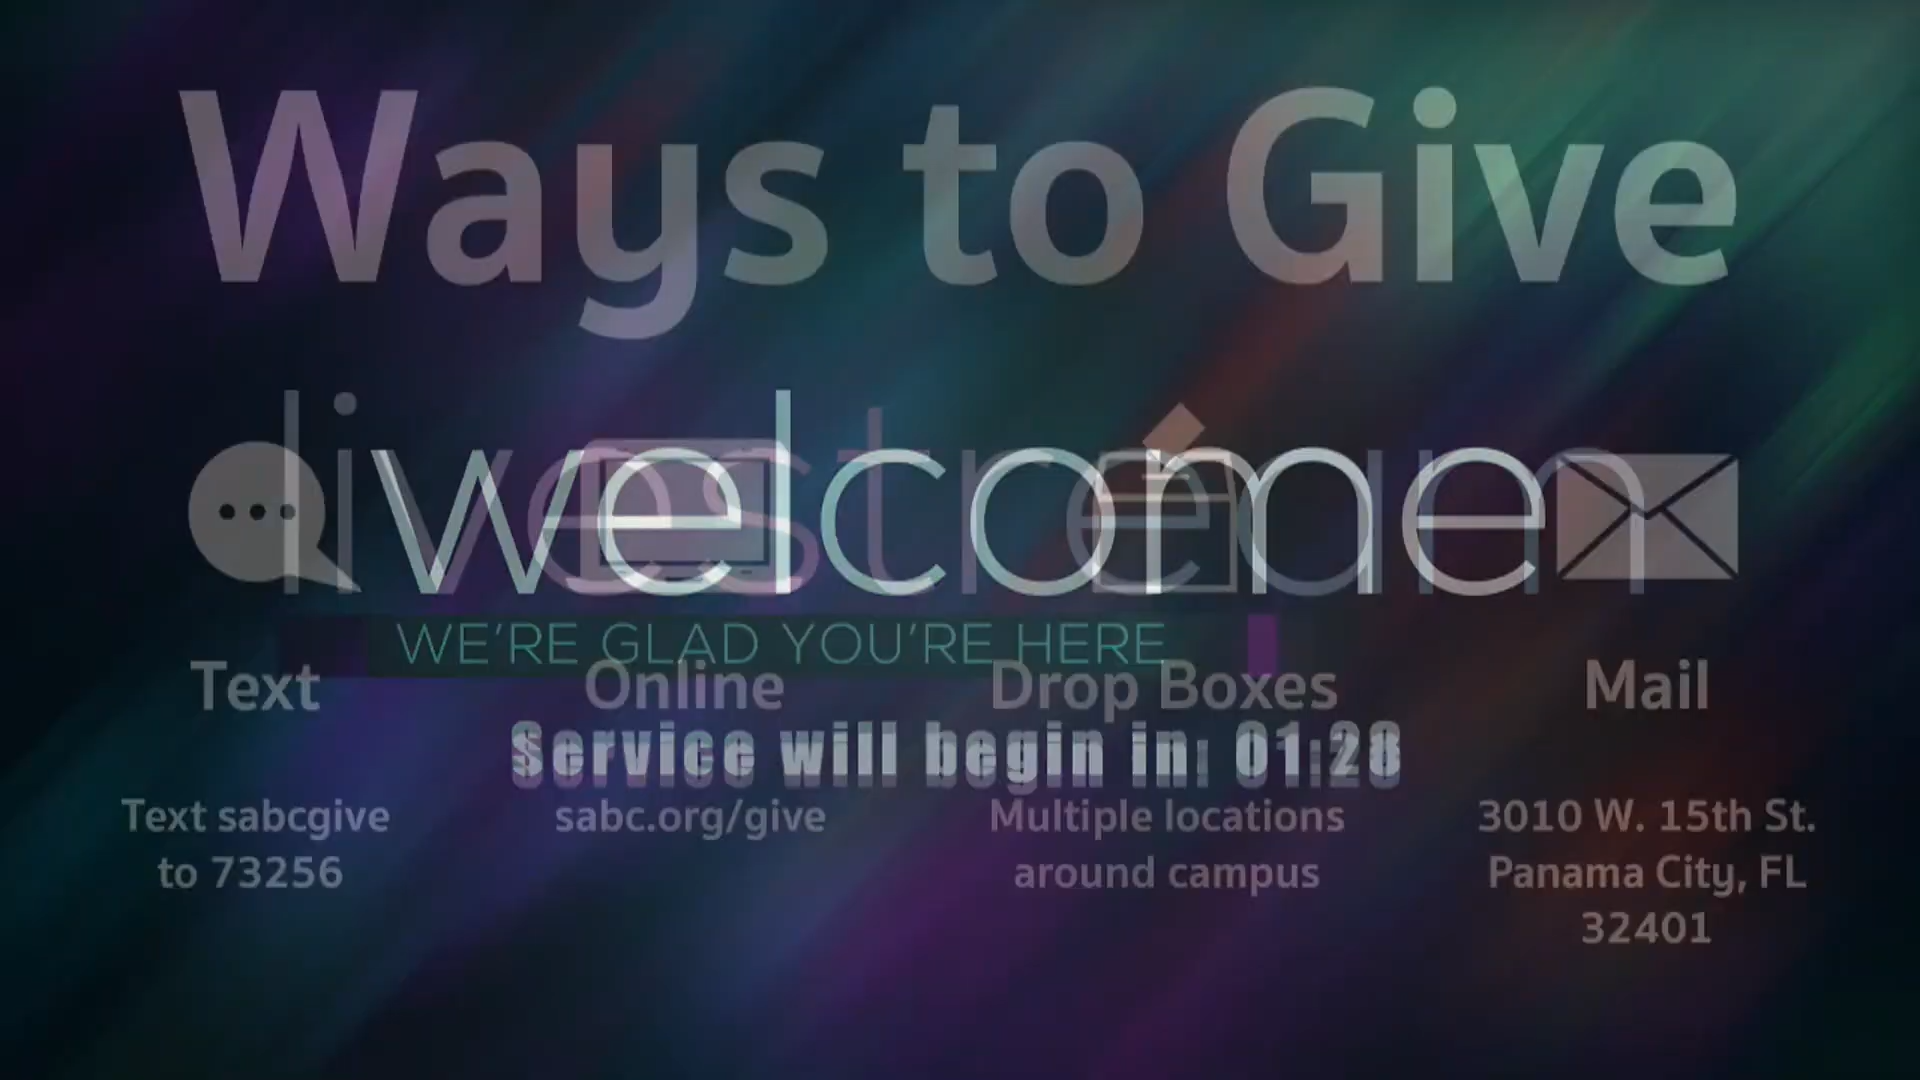 Ways to Give
livestream
welcome
WE'RE GLAD YOU'RE HERE
Text
Online
Drop Boxes
Mail
Service will begin in: 01:28
Text sabcgive
to 73256
sabc.org/give
Multiple locations
around campus
3010 W. 15th St.
Panama City, FL
32401